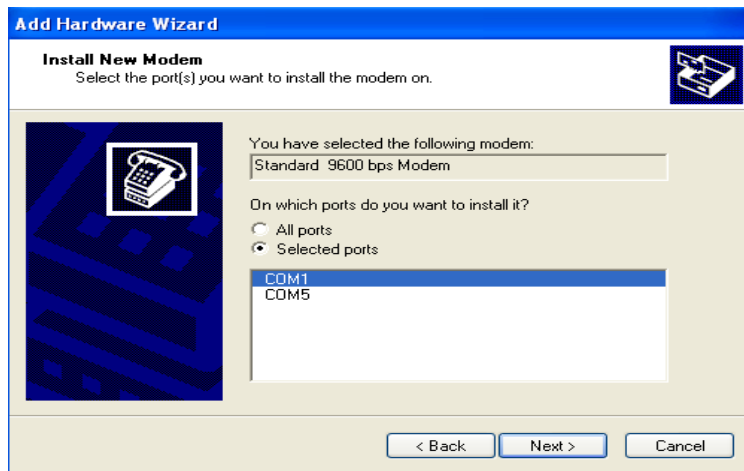 Add Hardware Wizard
Install New Modem
Select the port(s) you want to install the modem on.
You have selected the following modem:
Standard 9600 bps Modem
On which ports do you want to install it?
All ports
Selected ports
COM1
COM5
< Back
Next >
Cancel